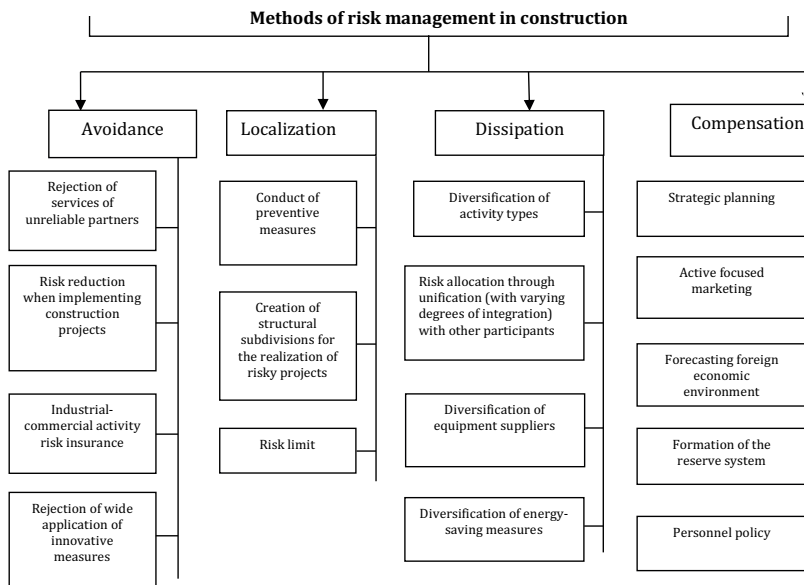 Methods of risk management in construction
Avoidance
Rejection of
services of
unreliable partners
Risk reduction
when implementing
construction
projects
Industrial-
commercial activity
risk insurance
Rejection of wide
application of
innovative
measures
Localization
Conduct of
preventive
measures
Creation of
structural
subdivisions for
the realization of
risky projects
Risk limit
Dissipation
Diversification of
activity types
Risk allocation through
unification (with varying
degrees of integration)
with other participants
Diversification of
equipment suppliers
Diversification of energy-
saving measures
Compensation
Strategic planning
Active focused
marketing
Forecasting foreign
economic
environment
Formation of the
reserve system
Personnel policy